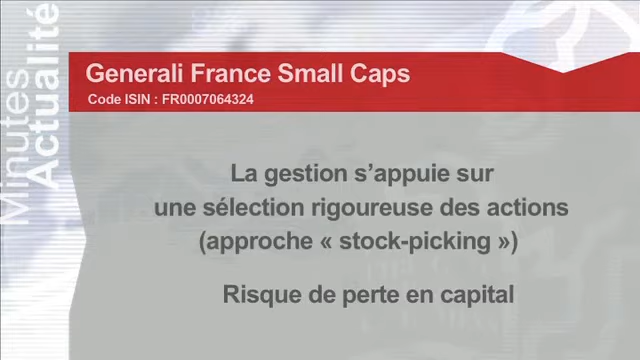 Minutes
Actualité
Generali France Small Caps
Code ISIN : FR0007064324
La gestion s’appuie sur
une sélection rigoureuse des actions
(approche « stock-picking »)
Risque de perte en capital